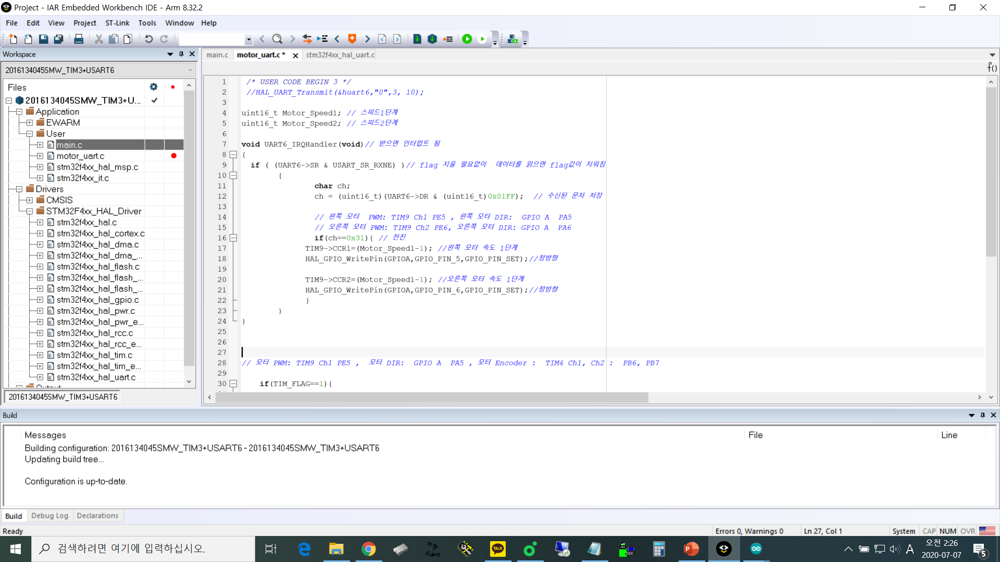 Project - IAR Embedded Workbench IDE - Arm 8.32.2
File Edit View Project ST-Link Tools Window Help
Workspace
2016134045SMW_TIM3+USART6
Files
2016134045SMW_TIM3+U...
Application
EWARM
User
main.c
motor_uart.c
stm32f4xx_hal_msp.c
stm32f4xx_it.c
Drivers
CMSIS
STM32F4xx_HAL_Driver
stm32f4xx_hal.c
stm32f4xx_hal_cortex.c
stm32f4xx_hal_dma.c
stm32f4xx_hal_dma_...
stm32f4xx_hal_flash.c
stm32f4xx_hal_flash_...
stm32f4xx_hal_flash_...
stm32f4xx_hal_gpio.c
stm32f4xx_hal_pwr.c
stm32f4xx_hal_pwr_e...
stm32f4xx_hal_rcc.c
stm32f4xx_hal_rcc_e...
stm32f4xx_hal_tim.c
stm32f4xx_hal_tim_e...
stm32f4xx_hal_uart.c
Output
2016134045SMW_TIM3+USART6
main.c motor_uart.c * stm32f4xx_hal_uart.c
f()
1 /* USER CODE BEGIN 3 */
2 //HAL_UART_Transmit(&huart6,"0",3, 10);
3
4 uint16_t Motor_Speed1; // 스피드1단계
5 uint16_t Motor_Speed2; // 스피드2단계
6
7 void UART6_IRQHandler(void)// 받으면 인터럽트 됨
8 {
9 if ( (UART6->SR & USART_SR_RXNE) )// flag 지울 필요없이 데이터를 읽으면 flag값이 지워짐
10 {
11 char ch;
12 ch = (uint16_t)(UART6->DR & (uint16_t)0x01FF); // 수신된 문자 저장
13
14 // 왼쪽 모터 PWM: TIM9 Ch1 PE5 , 왼쪽 모터 DIR: GPIO A PA5
15 // 오른쪽 모터 PWM: TIM9 Ch2 PE6, 오른쪽 모터 DIR: GPIO A PA6
16 if(ch==0x31){ // 전진
17 TIM9->CCR1=(Motor_Speed1-1); //왼쪽 모터 속도 1단계
18 HAL_GPIO_WritePin(GPIOA,GPIO_PIN_5,GPIO_PIN_SET);//정방향
19
20 TIM9->CCR2=(Motor_Speed1-1); //오른쪽 모터 속도 1단계
21 HAL_GPIO_WritePin(GPIOA,GPIO_PIN_6,GPIO_PIN_SET);//정방향
22 }
23 }
24 }
25
26
27
28 // 모터 PWM: TIM9 Ch1 PE5 , 모터 DIR: GPIO A PA5 , 모터 Encoder : TIM4 Ch1, Ch2 : PB6, PB7
29
30 if(TIM_FLAG==1){
Build
Messages File Line
Building configuration: 2016134045SMW_TIM3+USART6 - 2016134045SMW_TIM3+USART6
Updating build tree...
Configuration is up-to-date.
Build Debug Log Declarations
Ready Errors 0, Warnings 0 Ln 27, Col 1 System CAP NUM OVR
검색하려면 여기에 입력하십시오.
My Robot
TALK
A
오전 2:26
2020-07-07
5